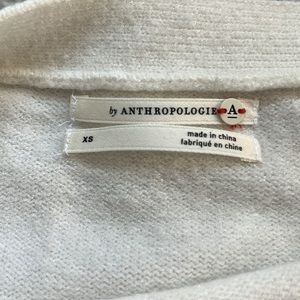 by ANTHROPOLOGIE A
XS
made in china
fabriqué en chine